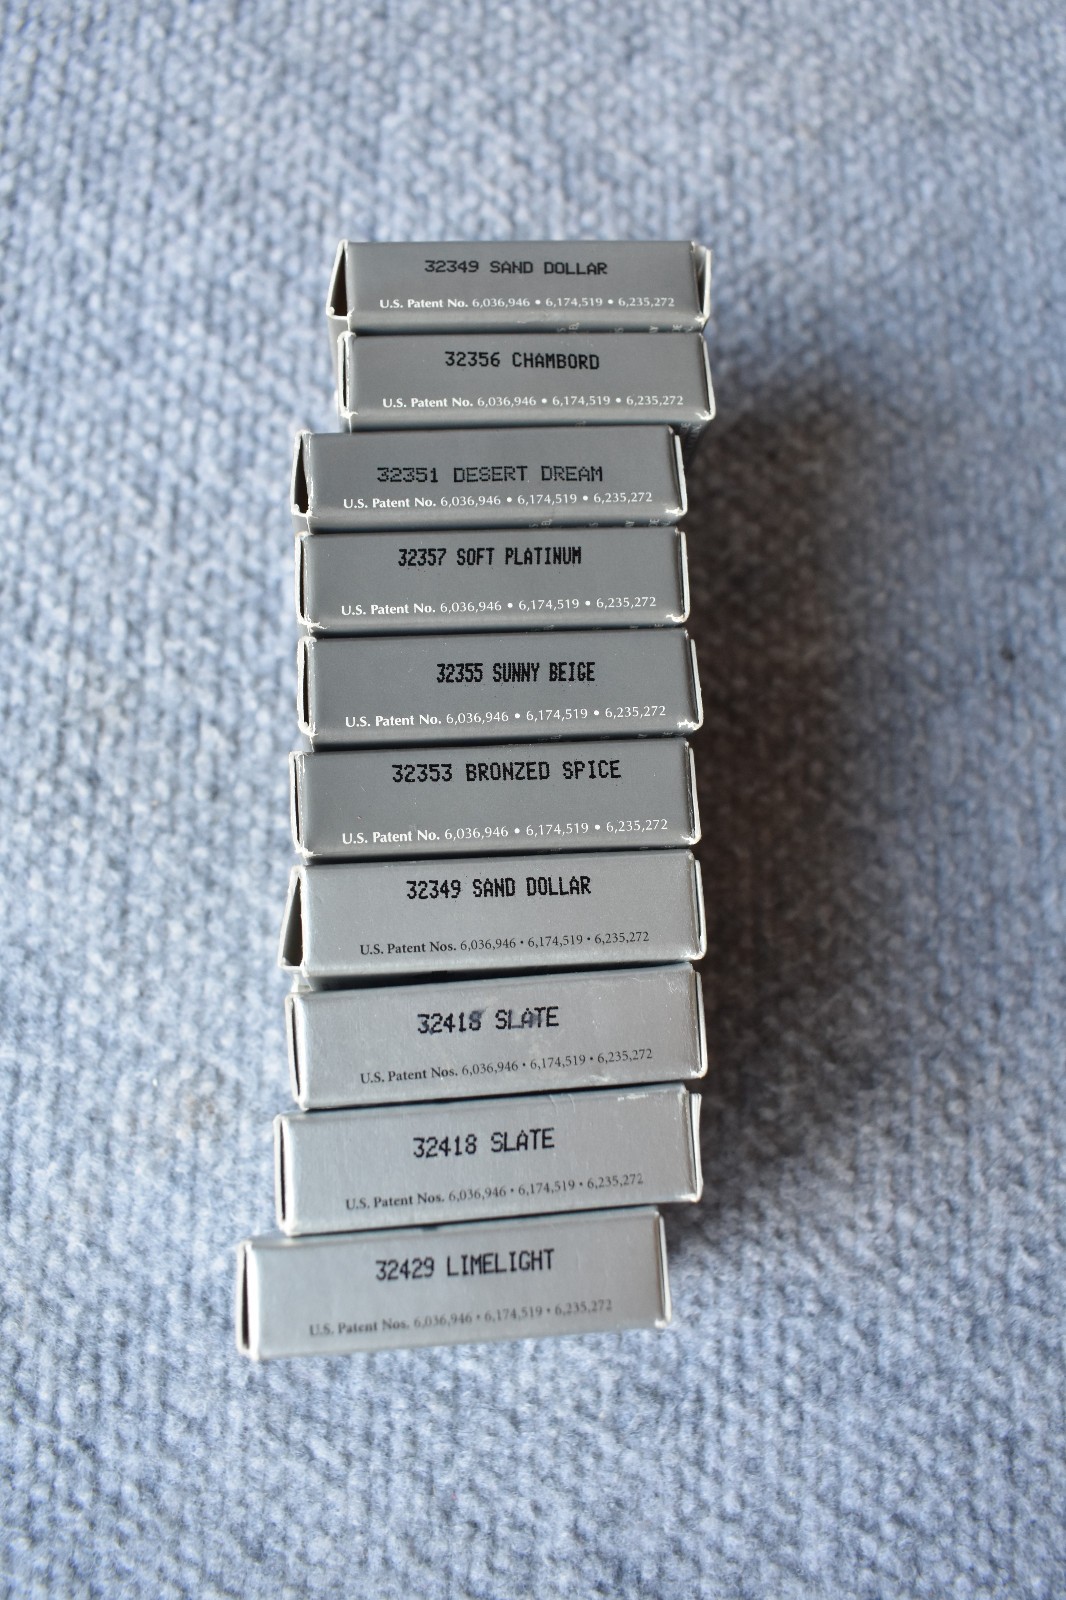 32349 SAND DOLLAR
U.S. Patent No. 6,036,946 • 6,174,519 • 6,235,272
32356 CHAMBORD
U.S. Patent No. 6,036,946 • 6,174,519 • 6,235,272
32351 DESERT DREAM
U.S. Patent No. 6,036,946 • 6,174,519 • 6,235,272
32357 SOFT PLATINUM
U.S. Patent No. 6,036,946 • 6,174,519 • 6,235,272
32355 SUNNY BEIGE
U.S. Patent No. 6,036,946 • 6,174,519 • 6,235,272
32353 BRONZED SPICE
U.S. Patent No. 6,036,946 • 6,174,519 • 6,235,272
32349 SAND DOLLAR
U.S. Patent Nos. 6,036,946 • 6,174,519 • 6,235,272
32418 SLATE
U.S. Patent Nos. 6,036,946 • 6,174,519 • 6,235,272
32418 SLATE
U.S. Patent Nos. 6,036,946 • 6,174,519 • 6,235,272
32429 LIMELIGHT
U.S. Patent Nos. 6,036,946 • 6,174,519 • 6,235,272